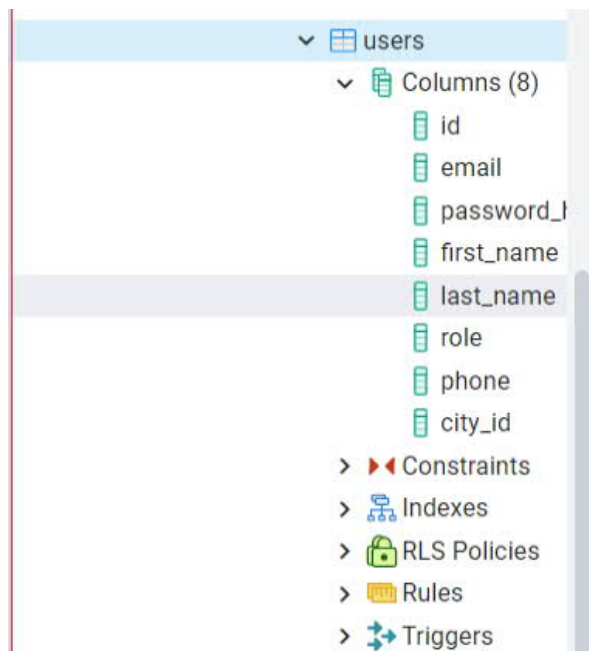 users
Columns (8)
id
email
first_name
last_name
role
phone
city_id
Constraints
Indexes
RLS Policies
Rules
Triggers